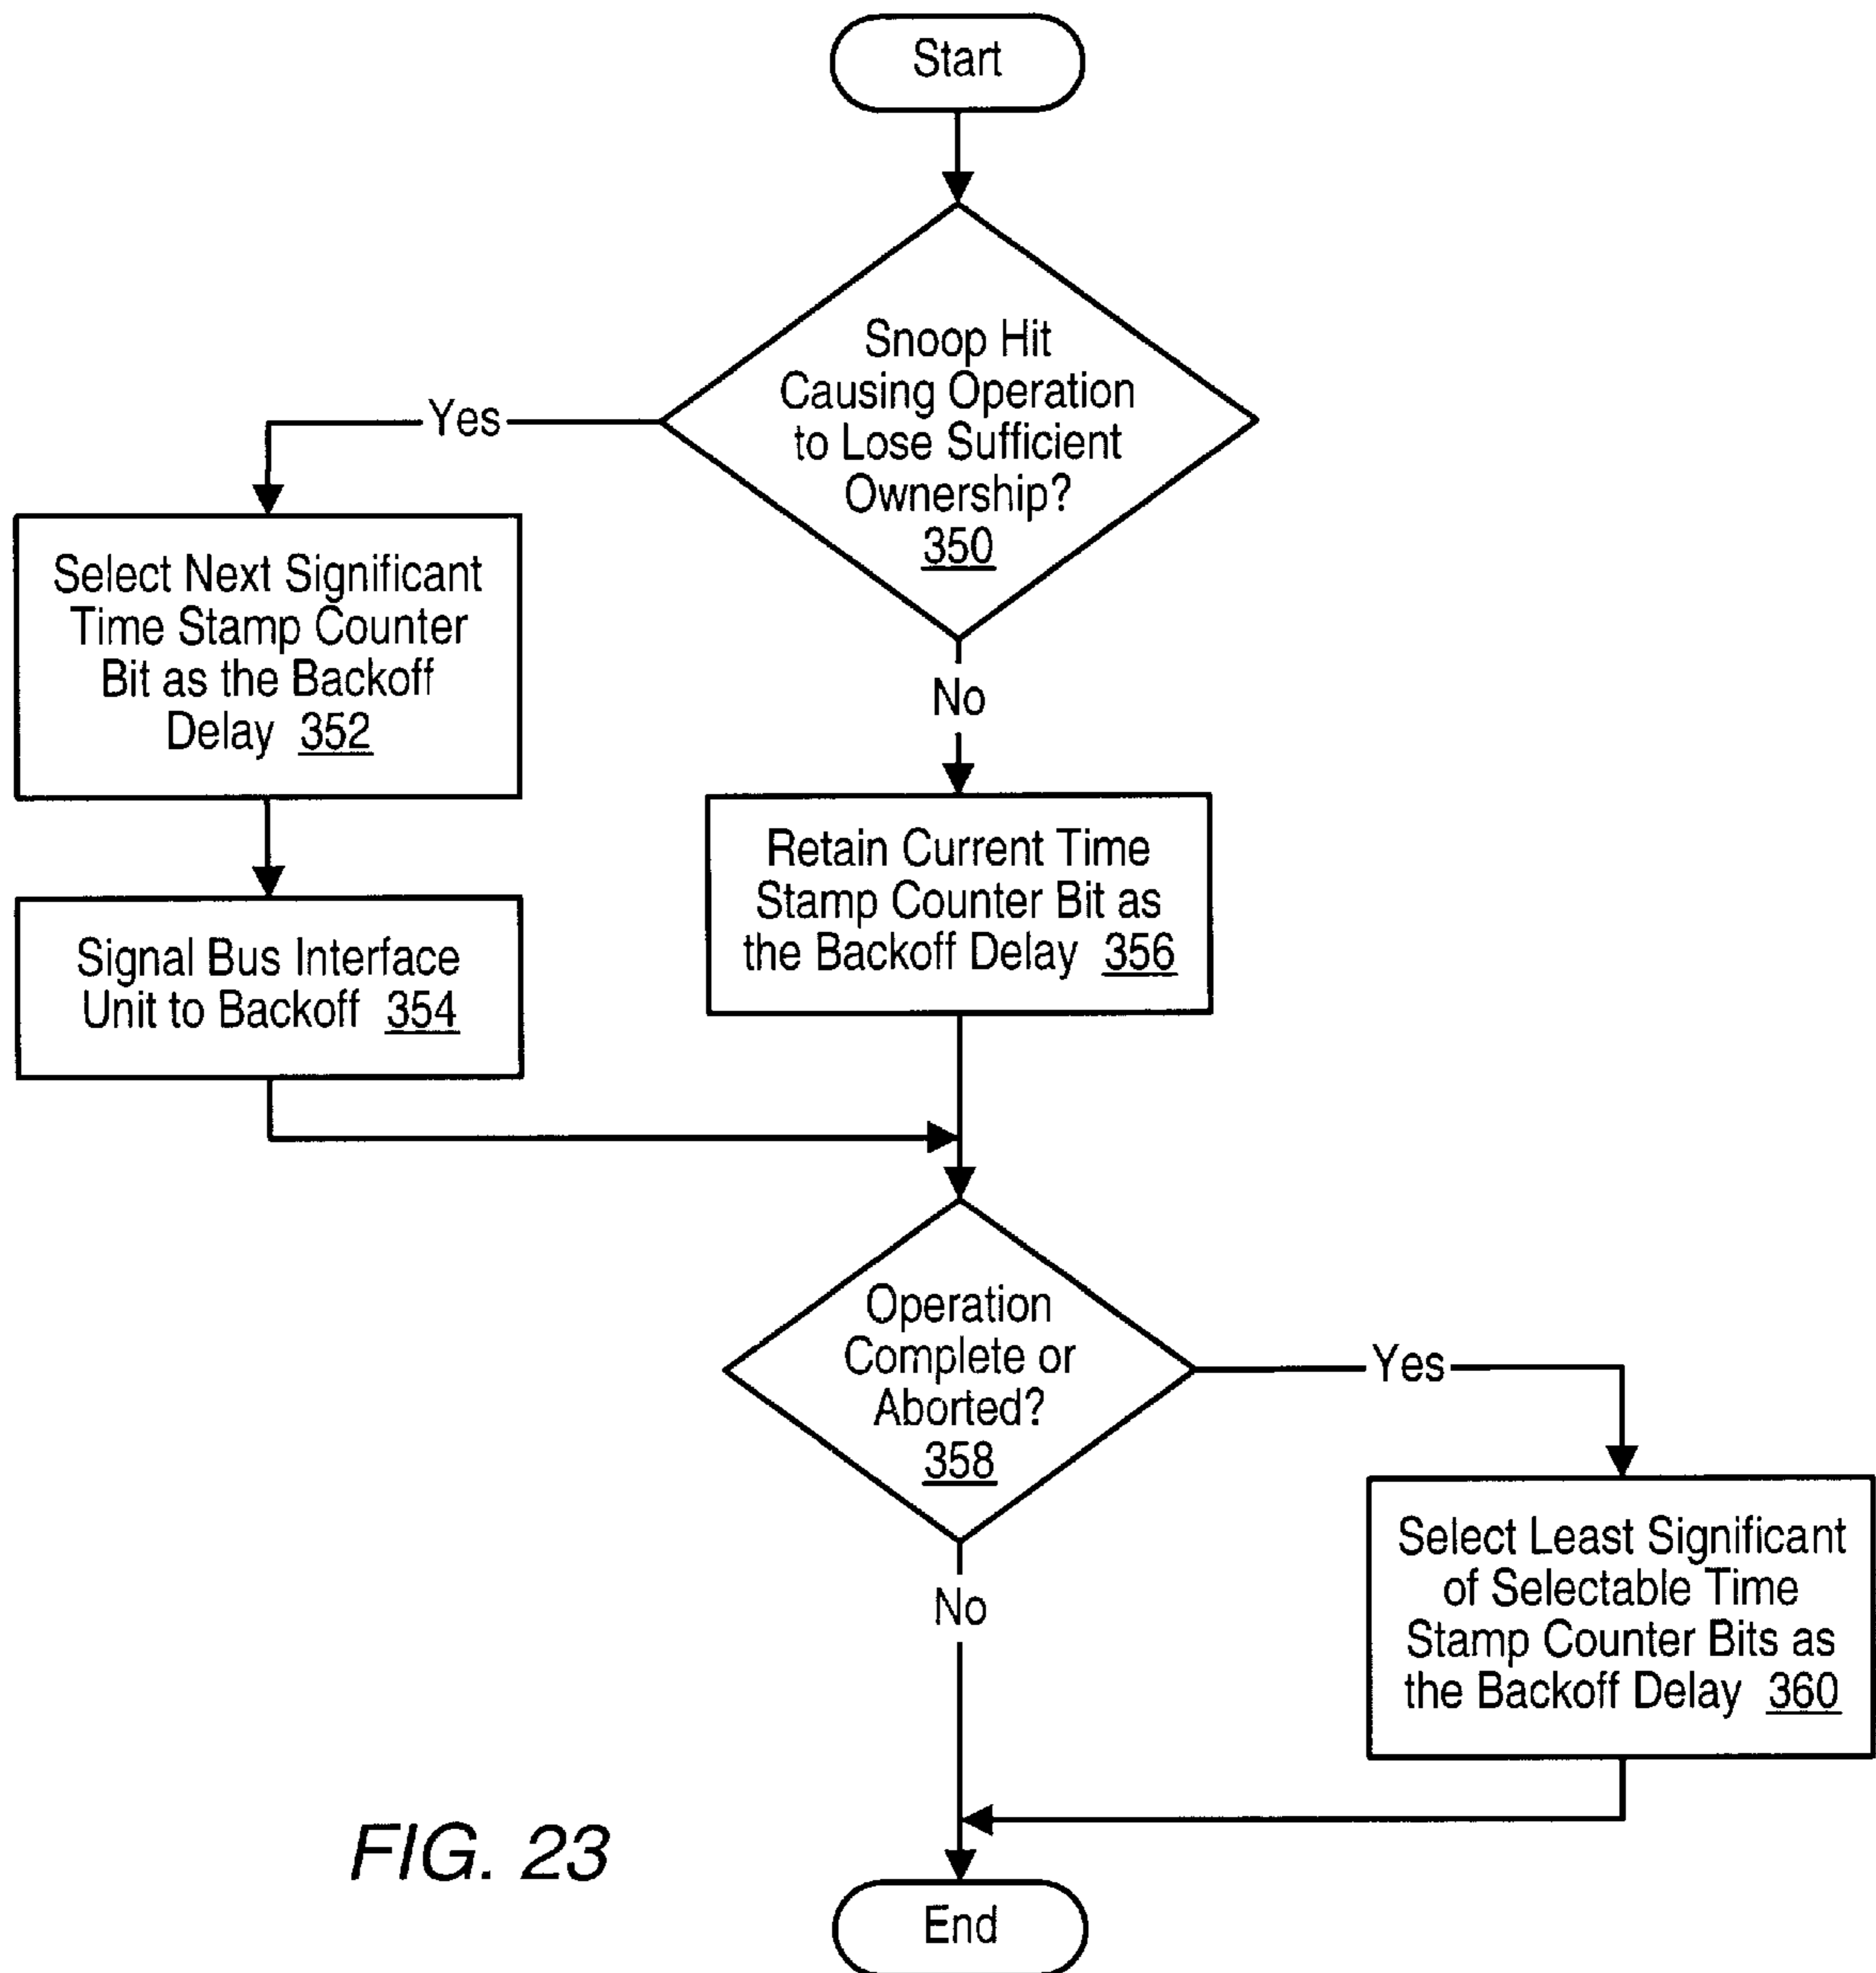 Start
Snoop Hit
Causing Operation
to Lose Sufficient
Ownership?
350
Yes
No
Select Next Significant
Time Stamp Counter
Bit as the Backoff
Delay 352
Signal Bus Interface
Unit to Backoff 354
Retain Current Time
Stamp Counter Bit as
the Backoff Delay 356
Operation
Complete or
Aborted?
358
Yes
No
Select Least Significant
of Selectable Time
Stamp Counter Bits as
the Backoff Delay 360
FIG. 23
End